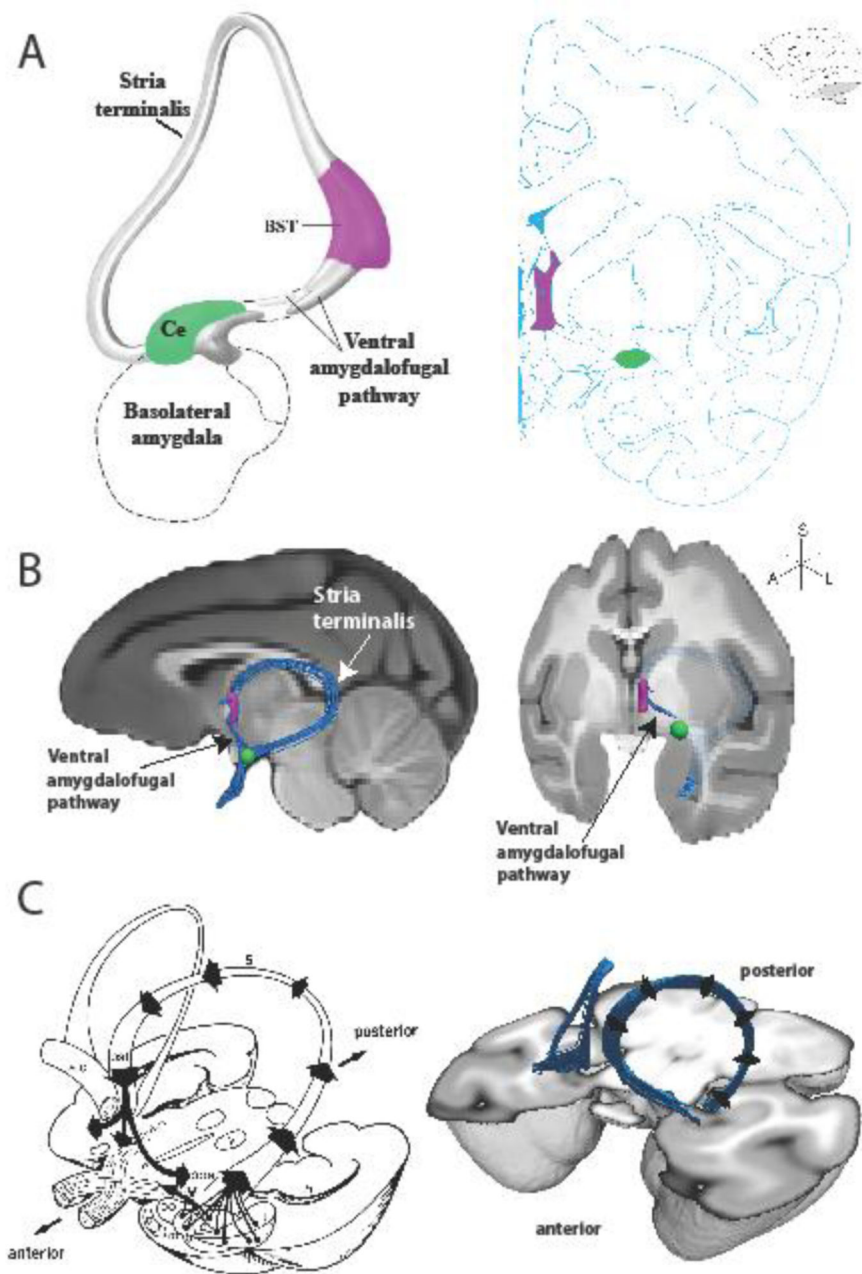 A
Stria
terminalis
BST
Ce
Ventral
amygdalofugal
pathway
Basolateral
amygdala
B
Stria
terminalis
Ventral
amygdalofugal
pathway
S
A
L
Ventral
amygdalofugal
pathway
C
S
posterior
anterior
posterior
anterior